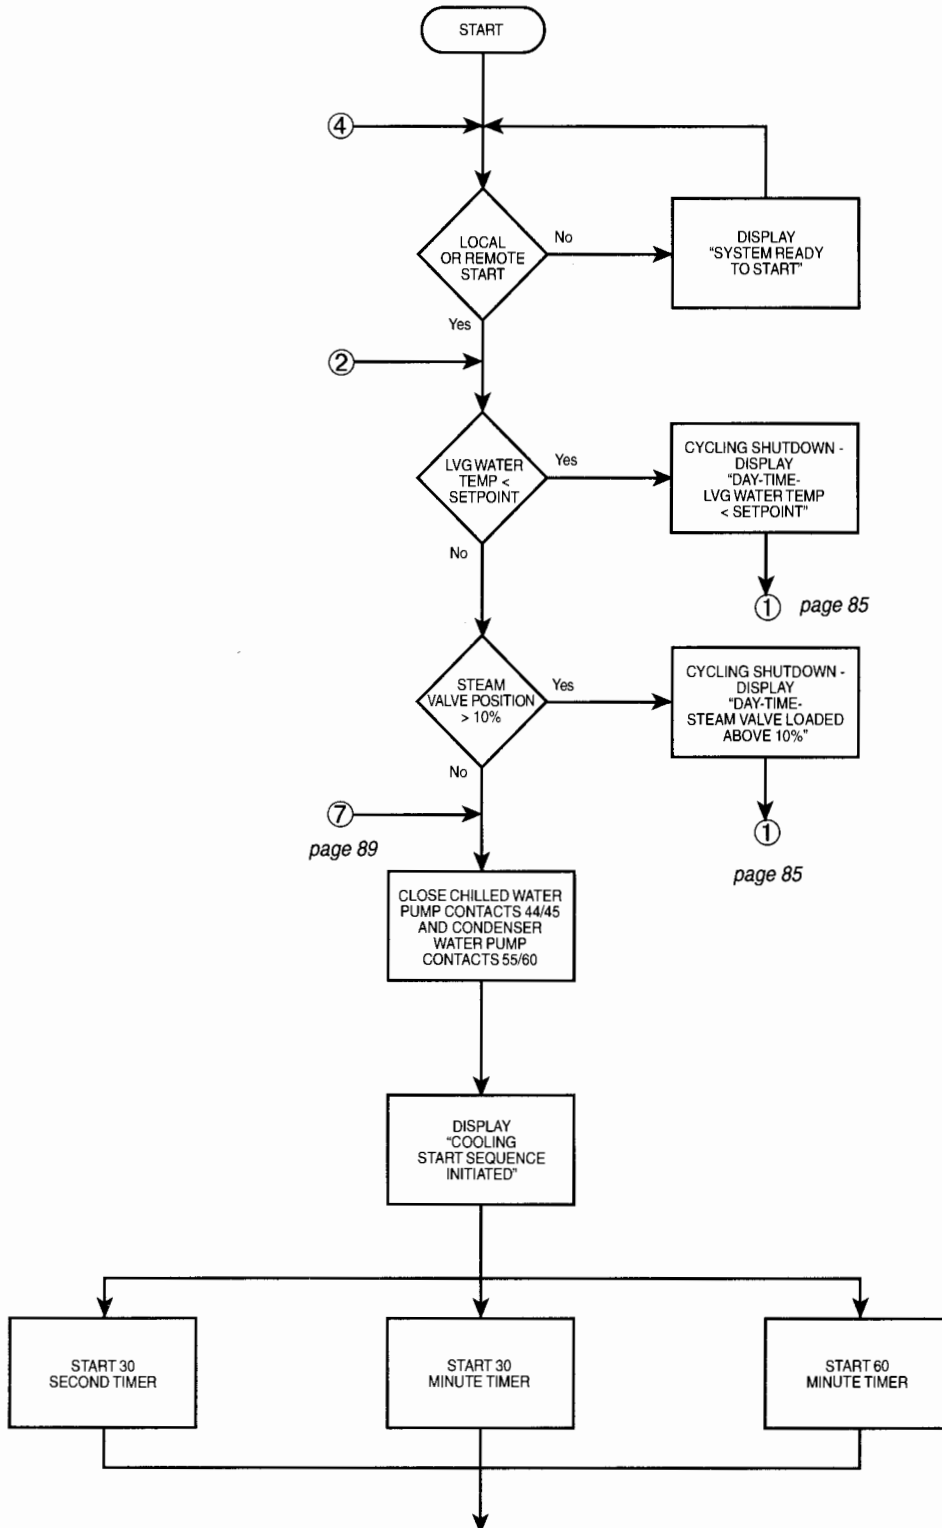 START
④
LOCAL
OR REMOTE
START
No
DISPLAY
“SYSTEM READY
TO START”
Yes
②
LVG WATER
TEMP <
SETPOINT
Yes
CYCLING SHUTDOWN -
DISPLAY
“DAY-TIME-
LVG WATER TEMP
< SETPOINT”
No
① page 85
STEAM
VALVE POSITION
> 10%
Yes
CYCLING SHUTDOWN -
DISPLAY
“DAY-TIME-
STEAM VALVE LOADED
ABOVE 10%”
No
⑦
page 89
①
page 85
CLOSE CHILLED WATER
PUMP CONTACTS 44/45
AND CONDENSER
WATER PUMP
CONTACTS 55/60
DISPLAY
“COOLING
START SEQUENCE
INITIATED”
START 30
SECOND TIMER
START 30
MINUTE TIMER
START 60
MINUTE TIMER